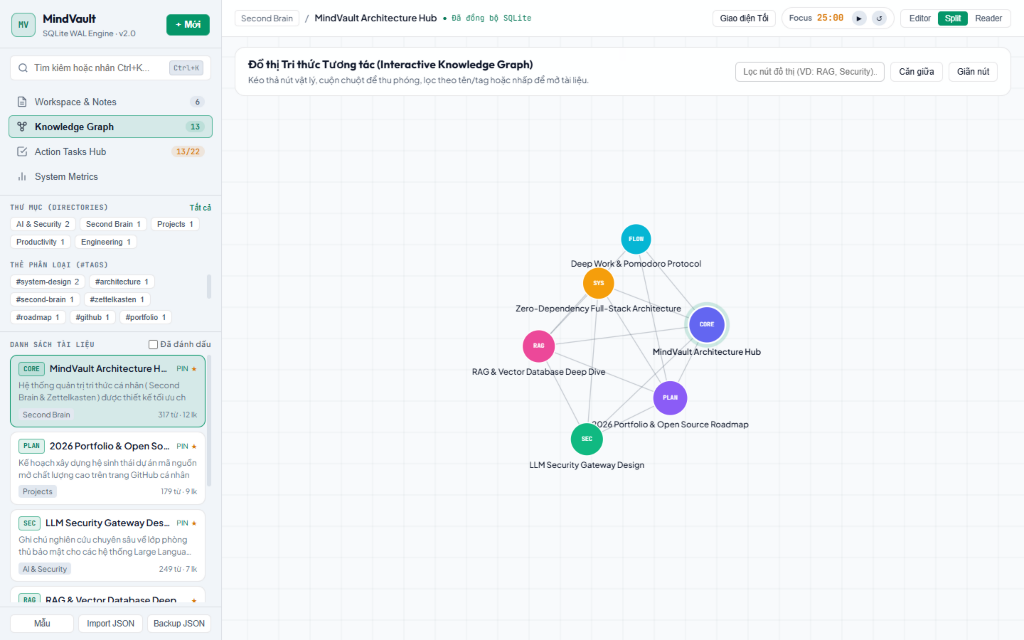 MV
MindVault
SQLite WAL Engine · v2.0
+ Mới
Tìm kiếm hoặc nhấn Ctrl+K...
Ctrl+K
Workspace & Notes 6
Knowledge Graph 13
Action Tasks Hub 13/22
System Metrics
THƯ MỤC (DIRECTORIES) Tất cả
AI & Security 2 Second Brain 1 Projects 1
Productivity 1 Engineering 1
THẺ PHÂN LOẠI (#TAGS)
#system-design 2 #architecture 1
#second-brain 1 #zettelkasten 1
#roadmap 1 #github 1 #portfolio 1
DANH SÁCH TÀI LIỆU Đã đánh dấu
CORE MindVault Architecture H... PIN ★
Hệ thống quản trị tri thức cá nhân ( Second
Brain & Zettelkasten ) được thiết kế tối ưu ch
Second Brain 317 từ · 12 lk
PLAN 2026 Portfolio & Open So... PIN ★
Kế hoạch xây dựng hệ sinh thái dự án mã nguồn
mở chất lượng cao trên trang GitHub cá nhân
Projects 179 từ · 9 lk
SEC LLM Security Gateway Des... PIN ★
Ghi chú nghiên cứu chuyên sâu về lớp phòng
thủ bảo mật cho các hệ thống Large Langua...
AI & Security 249 từ · 7 lk
RAG RAG & Vector Database Deep ★
Mẫu Import JSON Backup JSON
Second Brain / MindVault Architecture Hub • Đã đồng bộ SQLite
Giao diện Tối Focus 25:00 ▶ ↺ Editor Split Reader
Đồ thị Tri thức Tương tác (Interactive Knowledge Graph)
Kéo thả nút vật lý, cuộn chuột để thu phóng, lọc theo tên/tag hoặc nhấp để mở tài liệu.
Lọc nút đồ thị (VD: RAG, Security)... Căn giữa Giãn nút
FLOW
Deep Work & Pomodoro Protocol
SYS
Zero-Dependency Full-Stack Architecture
CORE
MindVault Architecture Hub
RAG
RAG & Vector Database Deep Dive
PLAN
2026 Portfolio & Open Source Roadmap
SEC
LLM Security Gateway Design